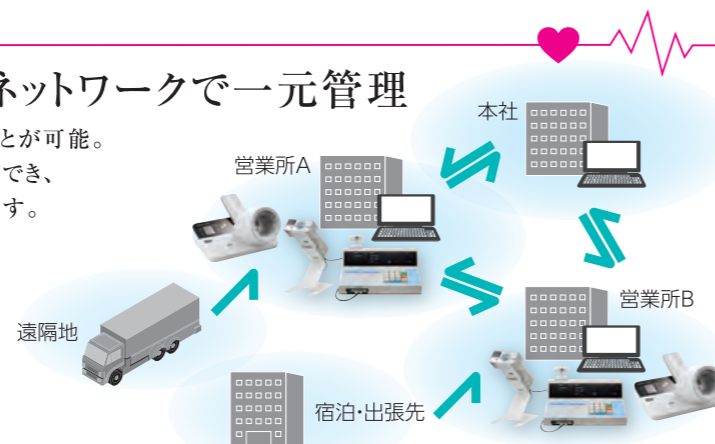 ネットワークで一元管理
とが可能。
でき、
す。
本社
営業所A
営業所B
遠隔地
宿泊・出張先